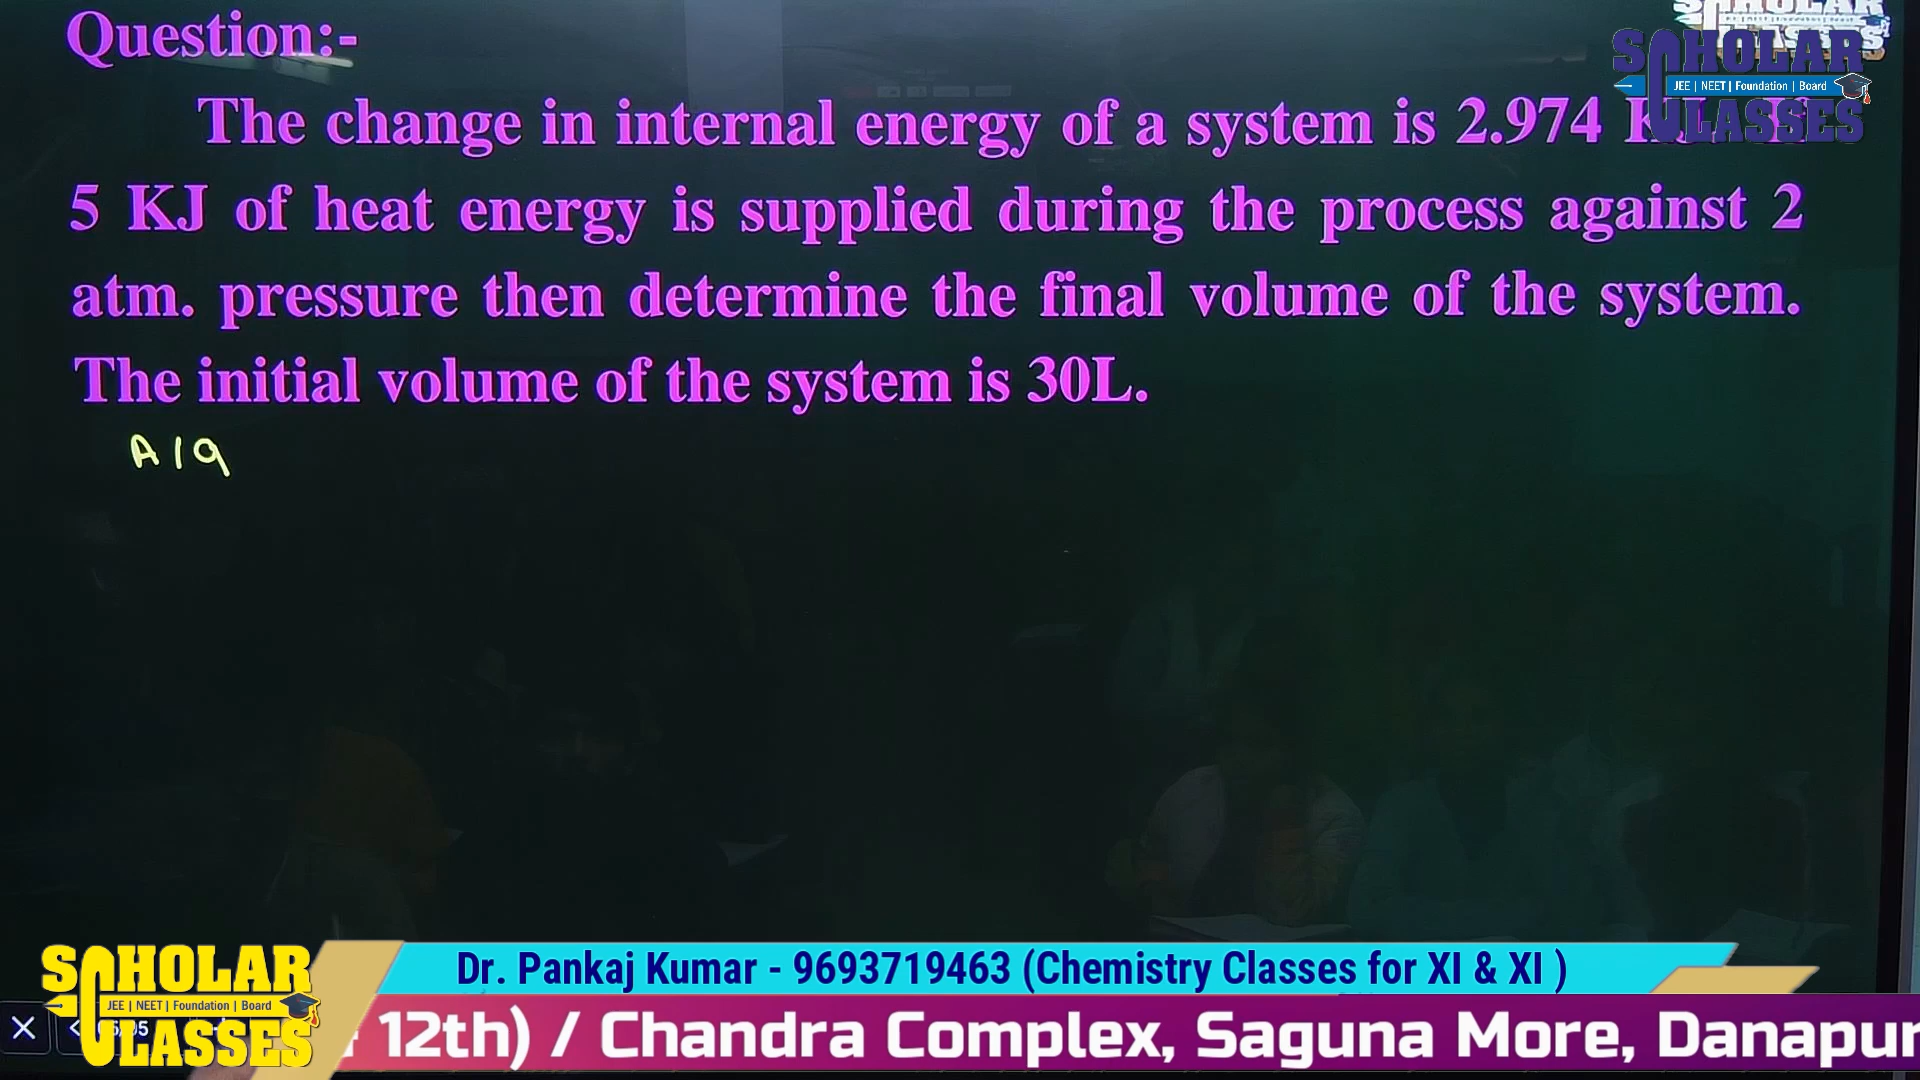 Question:-
SCHOLAR
CLASSES
JEE | NEET | Foundation | Board
The change in internal energy of a system is 2.974
5 KJ of heat energy is supplied during the process against 2
atm. pressure then determine the final volume of the system.
The initial volume of the system is 30L.
A/q
SCHOLAR
JEE | NEET | Foundation | Board
CLASSES
Dr. Pankaj Kumar - 9693719463 (Chemistry Classes for XI & XI )
12th) / Chandra Complex, Saguna More, Danapur